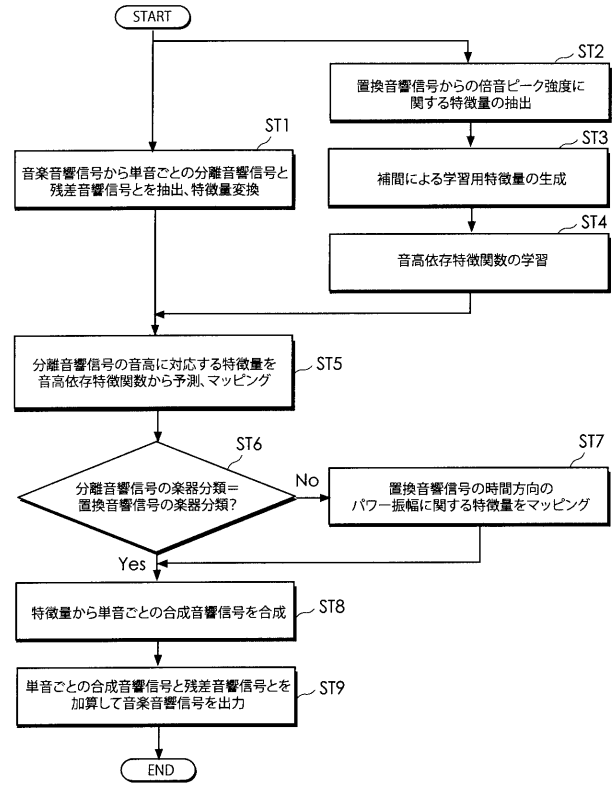 START
ST2
置換音響信号からの倍音ピーク強度に
関する特徴量の抽出
ST1
音楽音響信号から単音ごとの分離音響信号と
残差音響信号とを抽出、特徴量変換
ST3
補間による学習用特徴量の生成
ST4
音高依存特徴関数の学習
ST5
分離音響信号の音高に対応する特徴量を
音高依存特徴関数から予測、マッピング
ST6
分離音響信号の楽器分類＝
置換音響信号の楽器分類？
No
ST7
置換音響信号の時間方向の
パワー振幅に関する特徴量をマッピング
Yes
ST8
特徴量から単音ごとの合成音響信号を合成
ST9
単音ごとの合成音響信号と残差音響信号とを
加算して音楽音響信号を出力
END